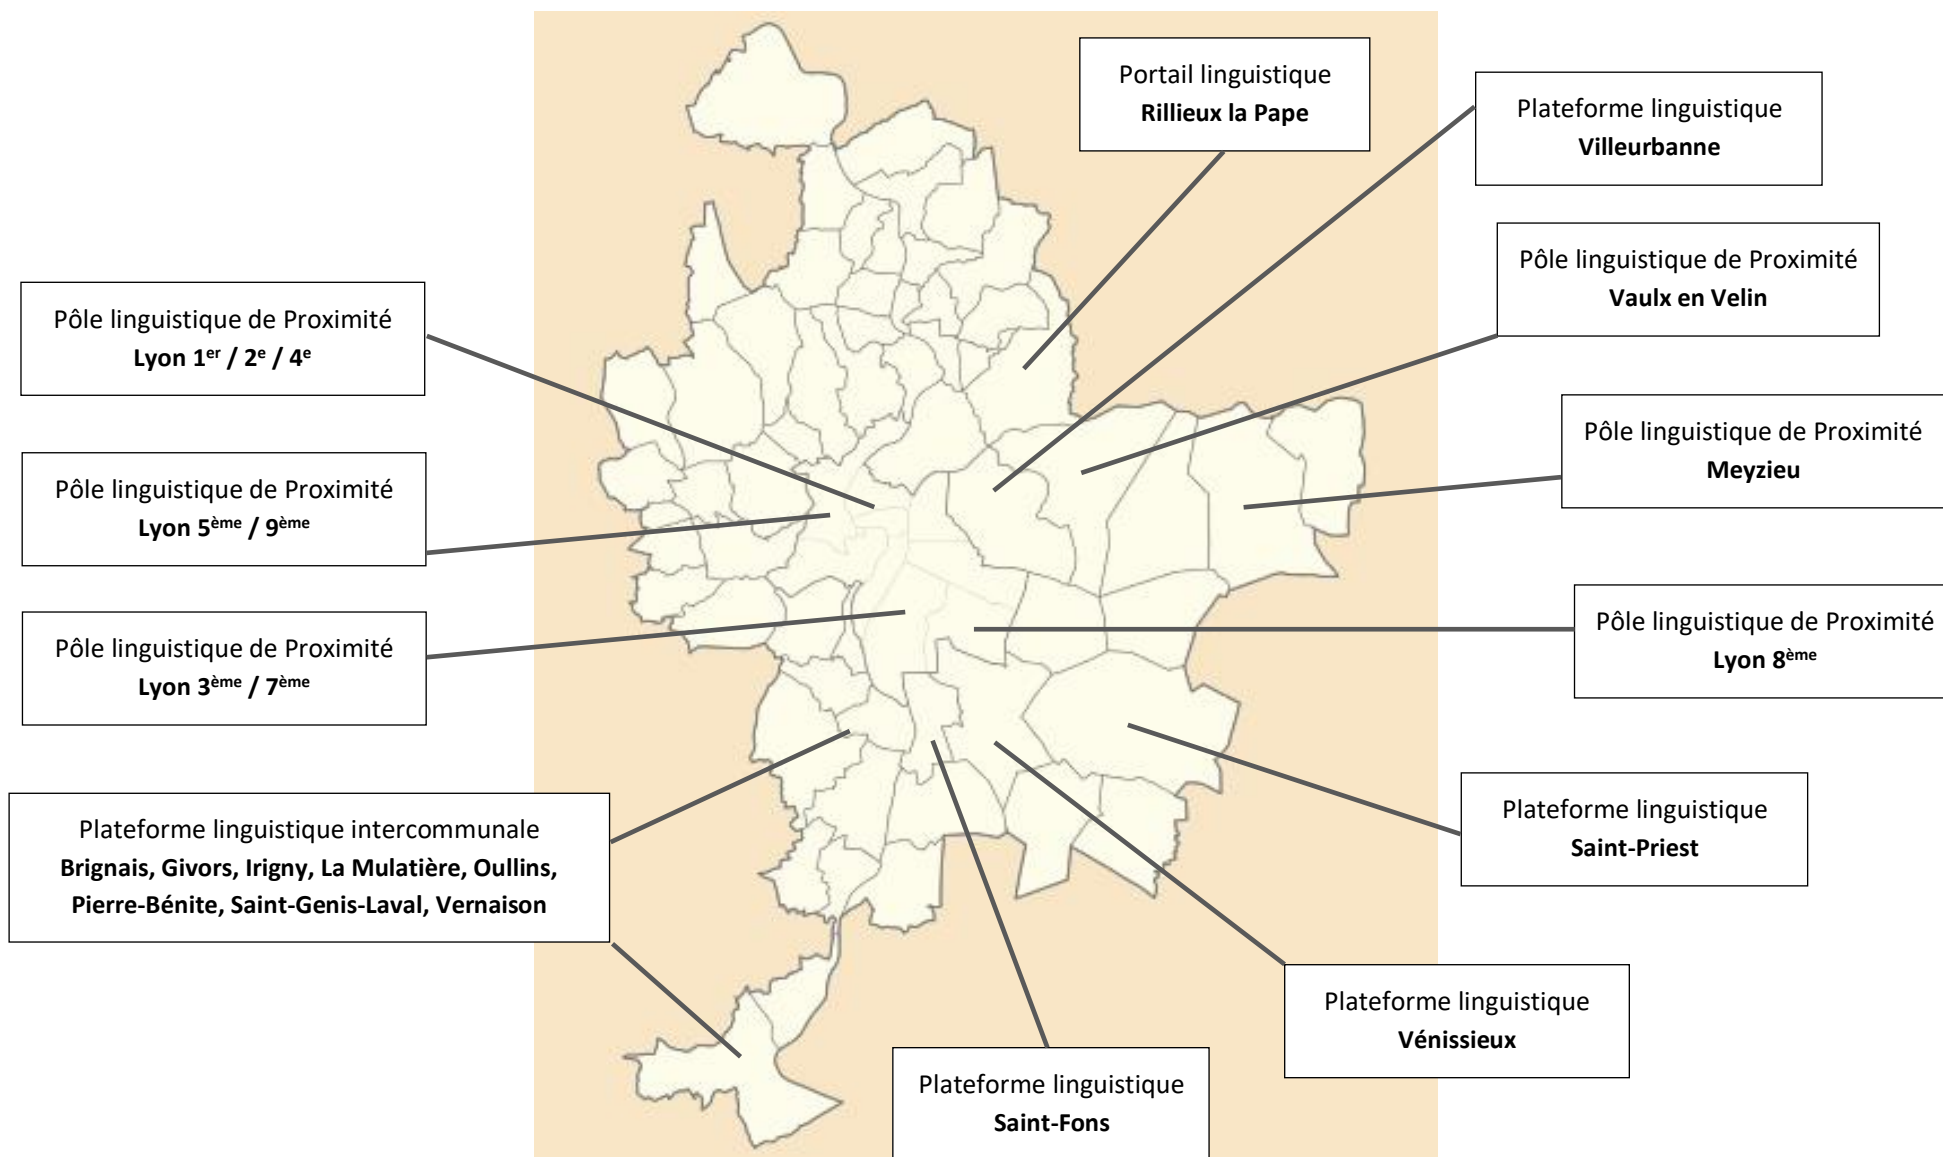 Portail linguistique
Rillieux la Pape
Plateforme linguistique
Villeurbanne
Pôle linguistique de Proximité
Vaulx en Velin
Pôle linguistique de Proximité
Lyon 1er / 2e / 4e
Pôle linguistique de Proximité
Meyzieu
Pôle linguistique de Proximité
Lyon 5ème / 9ème
Pôle linguistique de Proximité
Lyon 8ème
Pôle linguistique de Proximité
Lyon 3ème / 7ème
Plateforme linguistique
Saint-Priest
Plateforme linguistique intercommunale
Brignais, Givors, Irigny, La Mulatière, Oullins,
Pierre-Bénite, Saint-Genis-Laval, Vernaison
Plateforme linguistique
Vénissieux
Plateforme linguistique
Saint-Fons